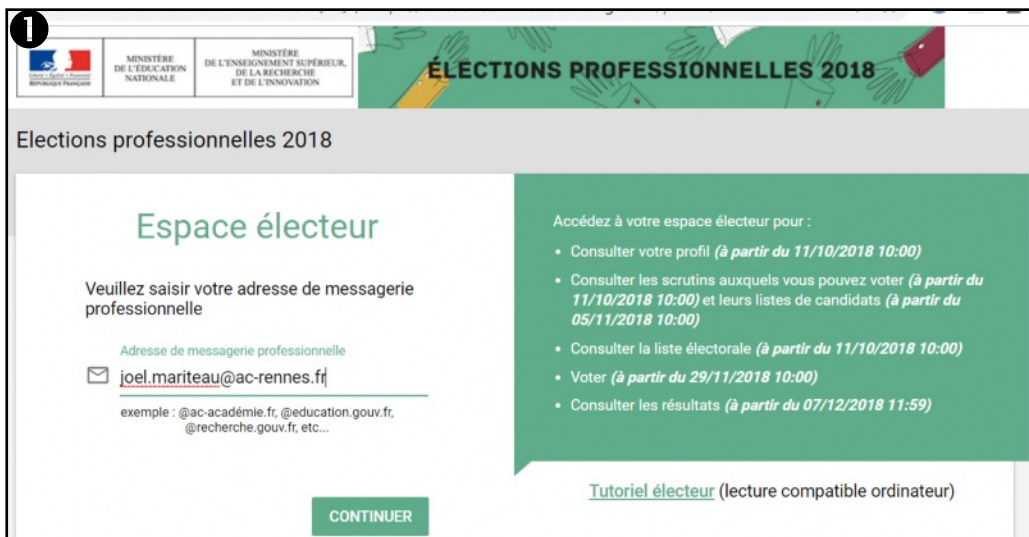 1
MINISTÈRE
DE L'ÉDUCATION
NATIONALE
MINISTÈRE
DE L'ENSEIGNEMENT SUPÉRIEUR,
DE LA RECHERCHE
ET DE L'INNOVATION
Liberté • Égalité • Fraternité
RÉPUBLIQUE FRANÇAISE
ÉLECTIONS PROFESSIONNELLES 2018
Elections professionnelles 2018
Espace électeur
Veuillez saisir votre adresse de messagerie
professionnelle
Adresse de messagerie professionnelle
joel.mariteau@ac-rennes.fr
exemple : @ac-académie.fr, @education.gouv.fr,
@recherche.gouv.fr, etc...
CONTINUER
Accédez à votre espace électeur pour :
• Consulter votre profil (à partir du 11/10/2018 10:00)
• Consulter les scrutins auxquels vous pouvez voter (à partir du
11/10/2018 10:00) et leurs listes de candidats (à partir du
05/11/2018 10:00)
• Consulter la liste électorale (à partir du 11/10/2018 10:00)
• Voter (à partir du 29/11/2018 10:00)
• Consulter les résultats (à partir du 07/12/2018 11:59)
Tutoriel électeur (lecture compatible ordinateur)